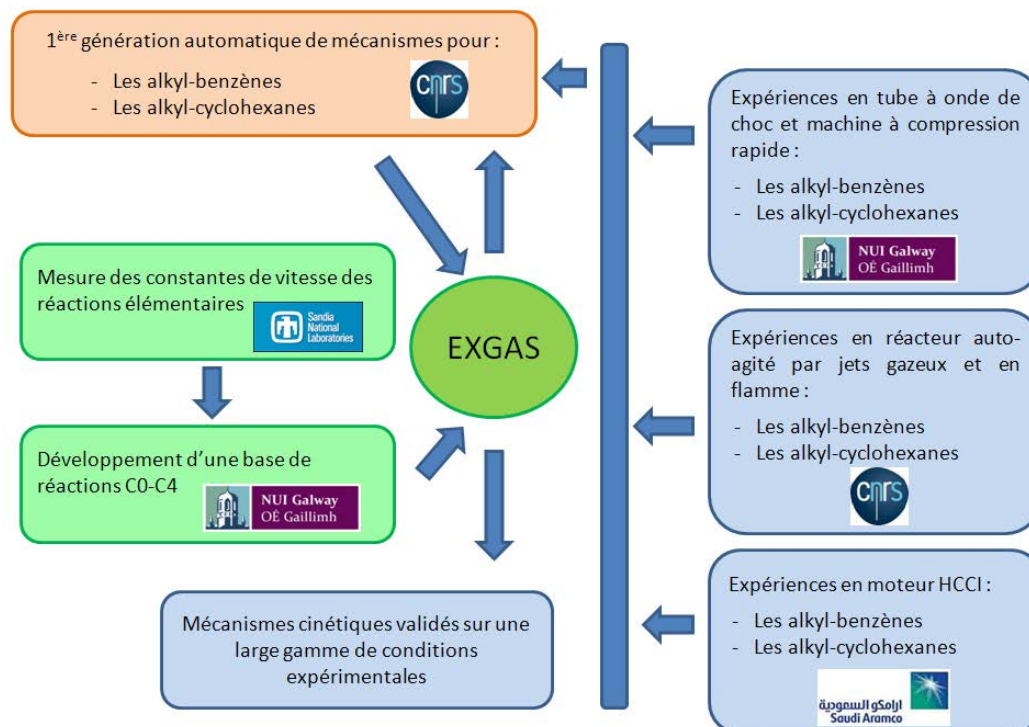 1ère génération automatique de mécanismes pour :
- Les alkyl-benzènes
- Les alkyl-cyclohexanes
cnrs
Mesure des constantes de vitesse des
réactions élémentaires
Sandia
National
Laboratories
Développement d’une base de
réactions C0-C4
NUI Galway
OÉ Gaillimh
EXGAS
Mécanismes cinétiques validés sur une
large gamme de conditions
expérimentales
Expériences en tube à onde de
choc et machine à compression
rapide :
- Les alkyl-benzènes
- Les alkyl-cyclohexanes
NUI Galway
OÉ Gaillimh
Expériences en réacteur auto-
agité par jets gazeux et en
flamme :
- Les alkyl-benzènes
- Les alkyl-cyclohexanes
cnrs
Expériences en moteur HCCI :
- Les alkyl-benzènes
- Les alkyl-cyclohexanes
ارامكو السعودية
Saudi Aramco